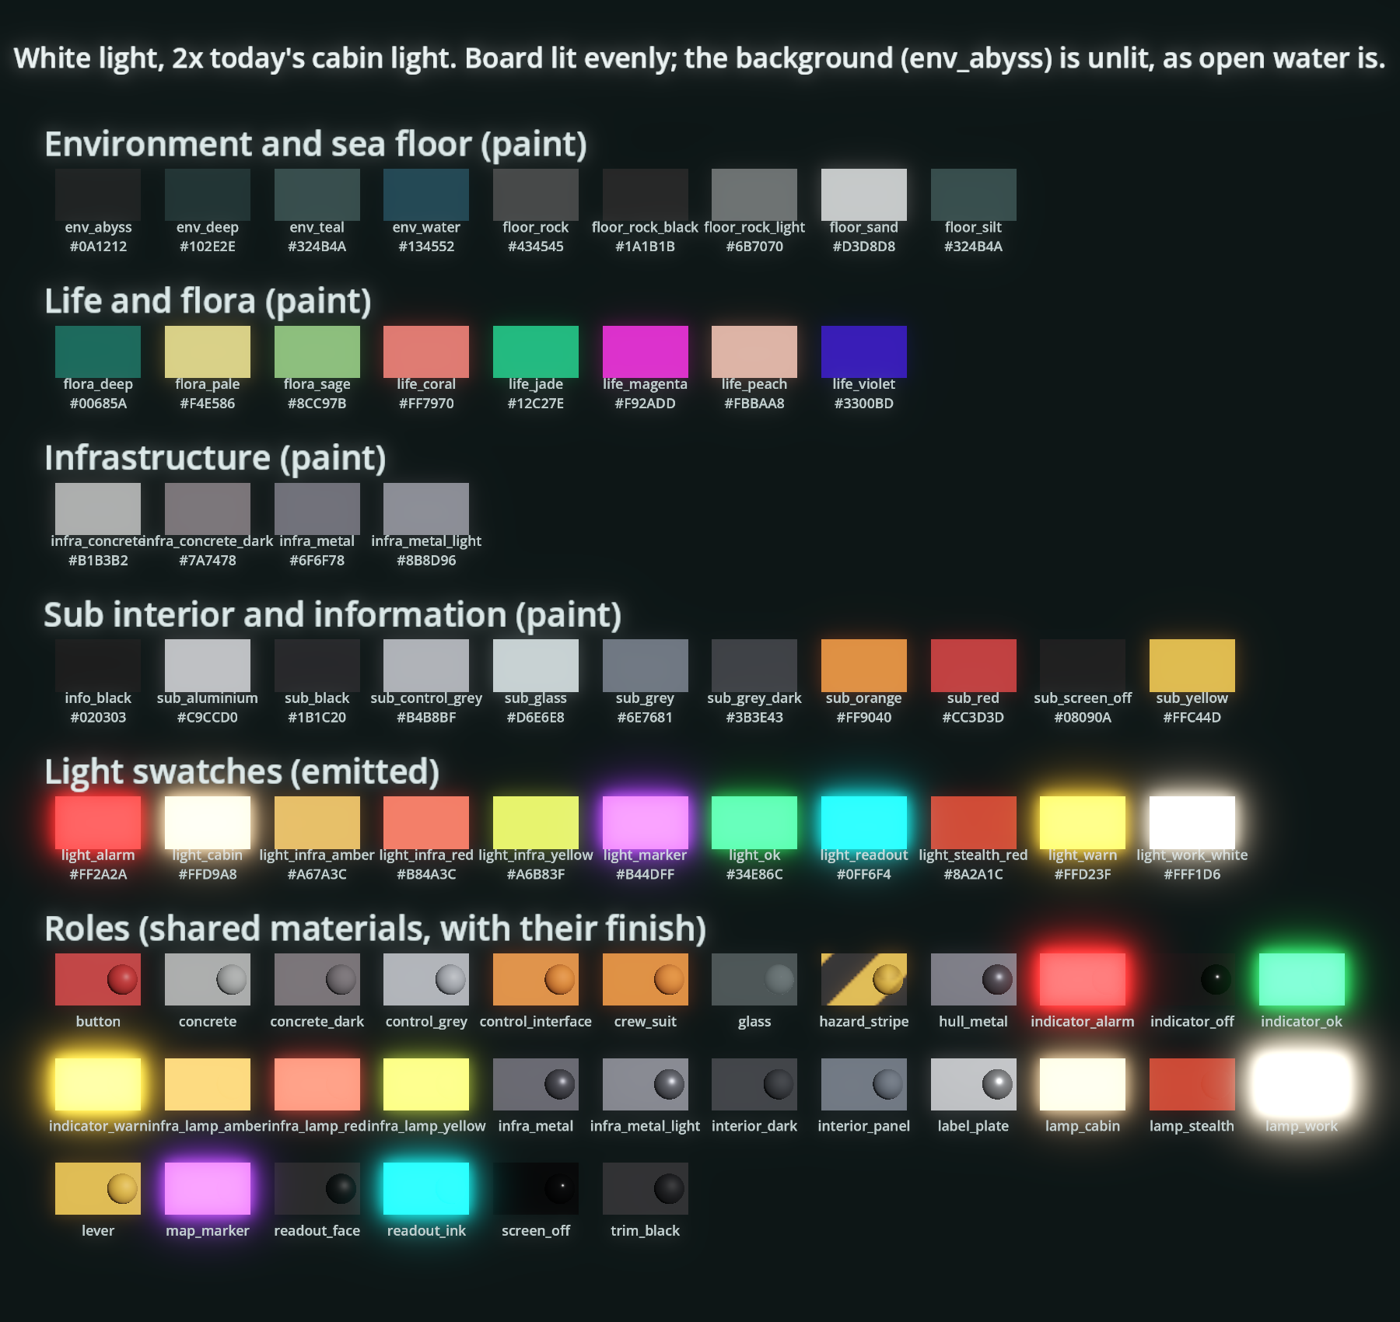 White light, 2x today's cabin light. Board lit evenly; the background (env_abyss) is unlit, as open water is.
Environment and sea floor (paint)
env_abyss env_deep env_teal env_water floor_rock floor_rock_black floor_rock_light floor_sand floor_silt
#0A1212 #102E2E #324B4A #134552 #434545 #1A1B1B #6B7070 #D3D8D8 #324B4A
Life and flora (paint)
flora_deep flora_pale flora_sage life_coral life_jade life_magenta life_peach life_violet
#00685A #F4E586 #8CC97B #FF7970 #12C27E #F92ADD #FBBAA8 #3300BD
Infrastructure (paint)
infra_concrete infra_concrete_dark infra_metal infra_metal_light
#B1B3B2 #7A7478 #6F6F78 #8B8D96
Sub interior and information (paint)
info_black sub_aluminium sub_black sub_control_grey sub_glass sub_grey sub_grey_dark sub_orange sub_red sub_screen_off sub_yellow
#020303 #C9CCD0 #1B1C20 #B4B8BF #D6E6E8 #6E7681 #3B3E43 #FF9040 #CC3D3D #08090A #FFC44D
Light swatches (emitted)
light_alarm light_cabin light_infra_amber light_infra_red light_infra_yellow light_marker light_ok light_readout light_stealth_red light_warn light_work_white
#FF2A2A #FFD9A8 #A67A3C #B84A3C #A6B83F #B44DFF #34E86C #0FF6F4 #8A2A1C #FFD23F #FFF1D6
Roles (shared materials, with their finish)
button concrete concrete_dark control_grey control_interface crew_suit glass hazard_stripe hull_metal indicator_alarm indicator_off indicator_ok
indicator_warn infra_lamp_amber infra_lamp_red infra_lamp_yellow infra_metal infra_metal_light interior_dark interior_panel label_plate lamp_cabin lamp_stealth lamp_work
lever map_marker readout_face readout_ink screen_off trim_black